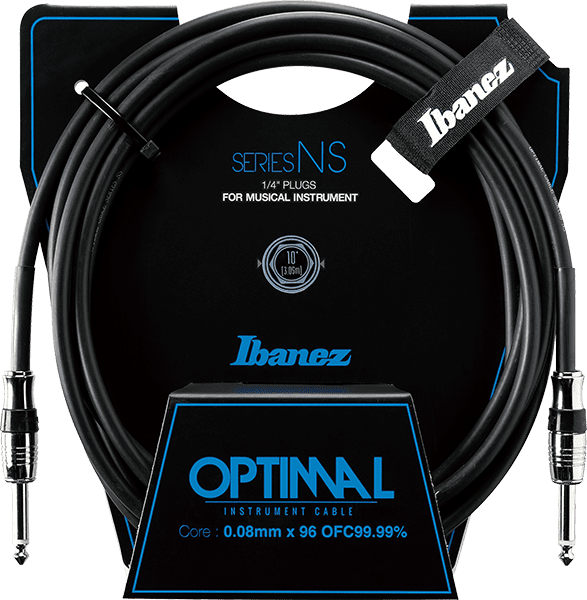 Ibanez
SERIES NS
1/4" PLUGS
FOR MUSICAL INSTRUMENT
10'
[3.05m]
Ibanez
OPTIMAL
INSTRUMENT CABLE
Core : 0.08mm x 96 OFC99.99%